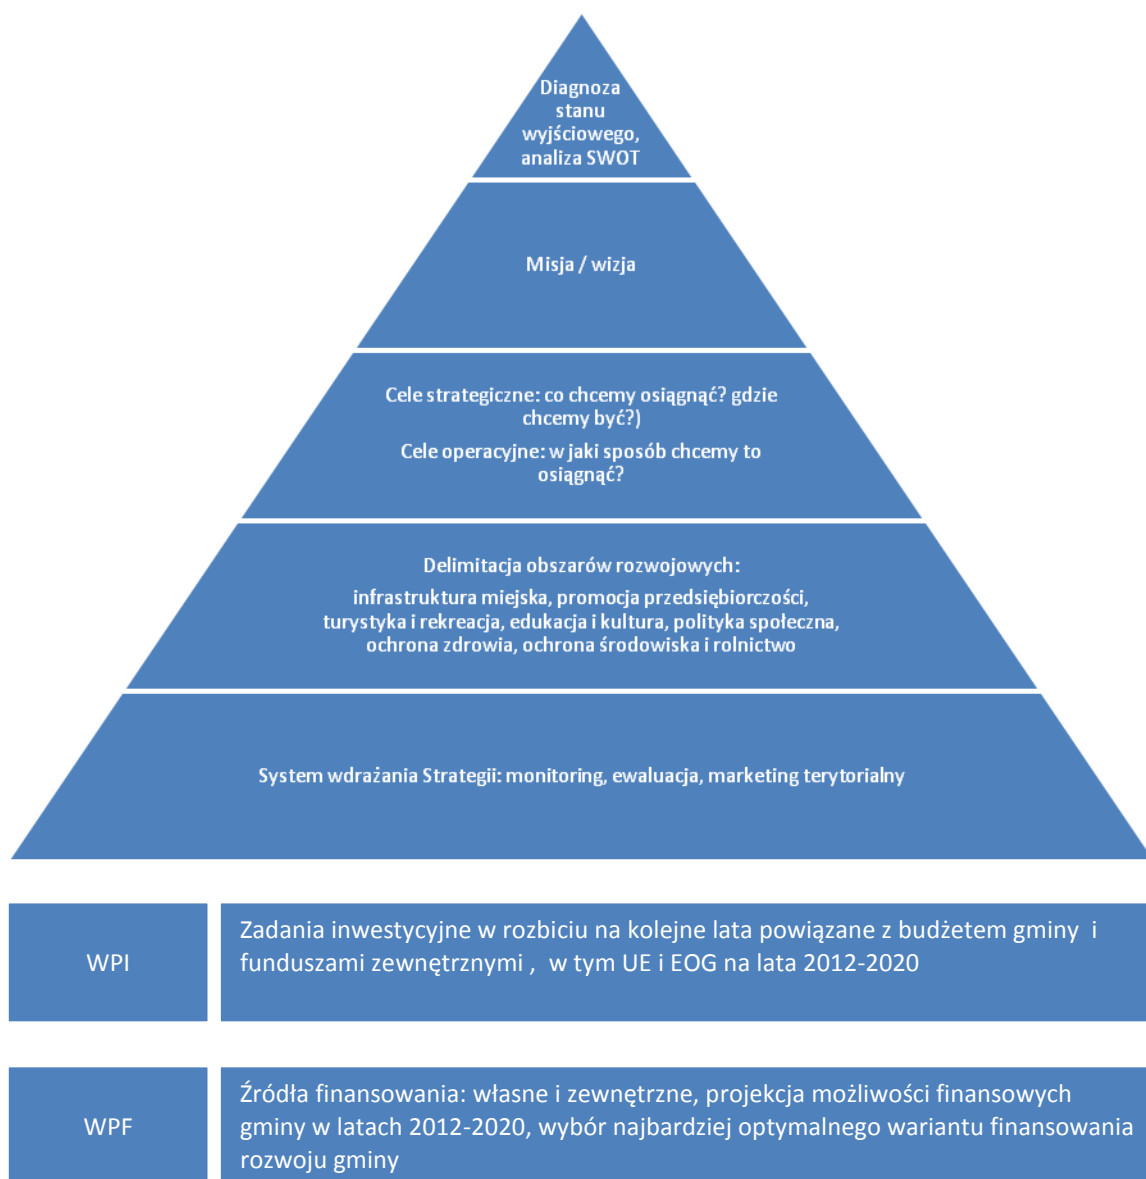 Diagnoza
stanu
wyjściowego,
analiza SWOT
Misja / wizja
Cele strategiczne: co chcemy osiągnąć? gdzie
chcemy być?)
Cele operacyjne: w jaki sposób chcemy to
osiągnąć?
Delimitacja obszarów rozwojowych:
infrastruktura miejska, promocja przedsiębiorczości,
turystyka i rekreacja, edukacja i kultura, polityka społeczna,
ochrona zdrowia, ochrona środowiska i rolnictwo
System wdrażania Strategii: monitoring, ewaluacja, marketing terytorialny
WPI
Zadania inwestycyjne w rozbiciu na kolejne lata powiązane z budżetem gminy i
funduszami zewnętrznymi , w tym UE i EOG na lata 2012-2020
WPF
Źródła finansowania: własne i zewnętrzne, projekcja możliwości finansowych
gminy w latach 2012-2020, wybór najbardziej optymalnego wariantu finansowania
rozwoju gminy